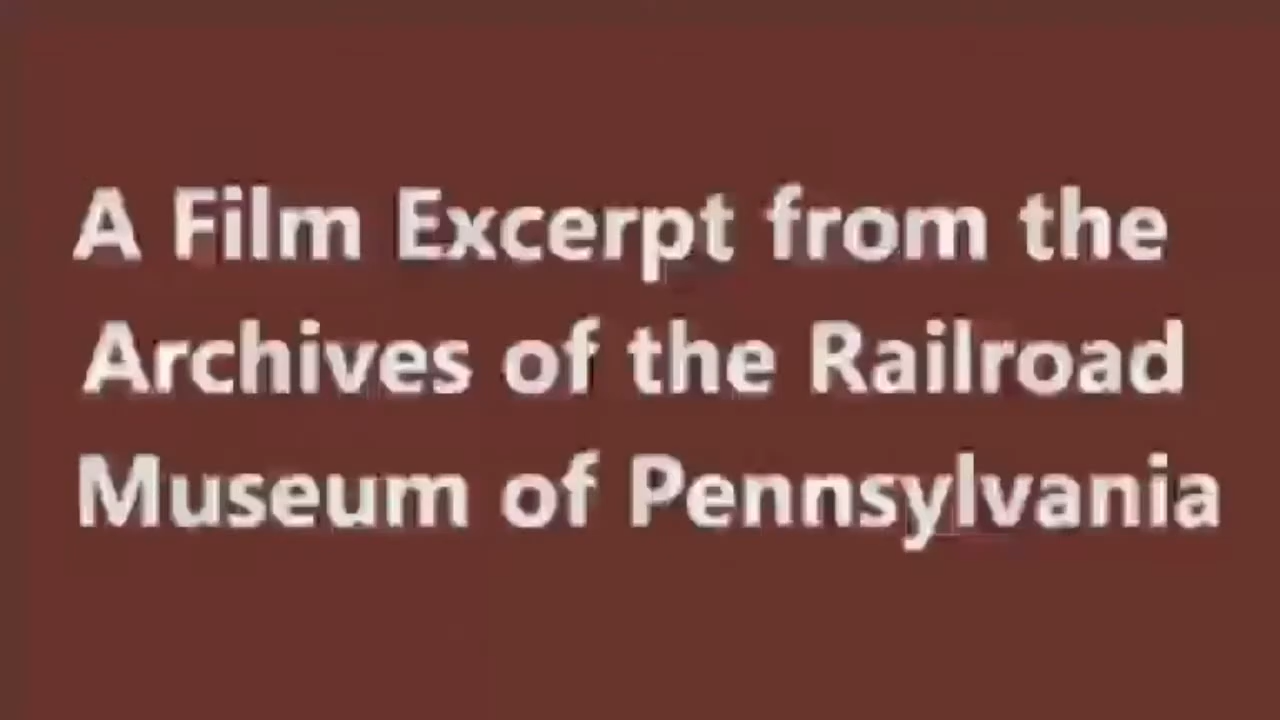 A Film Excerpt from the
Archives of the Railroad
Museum of Pennsylvania